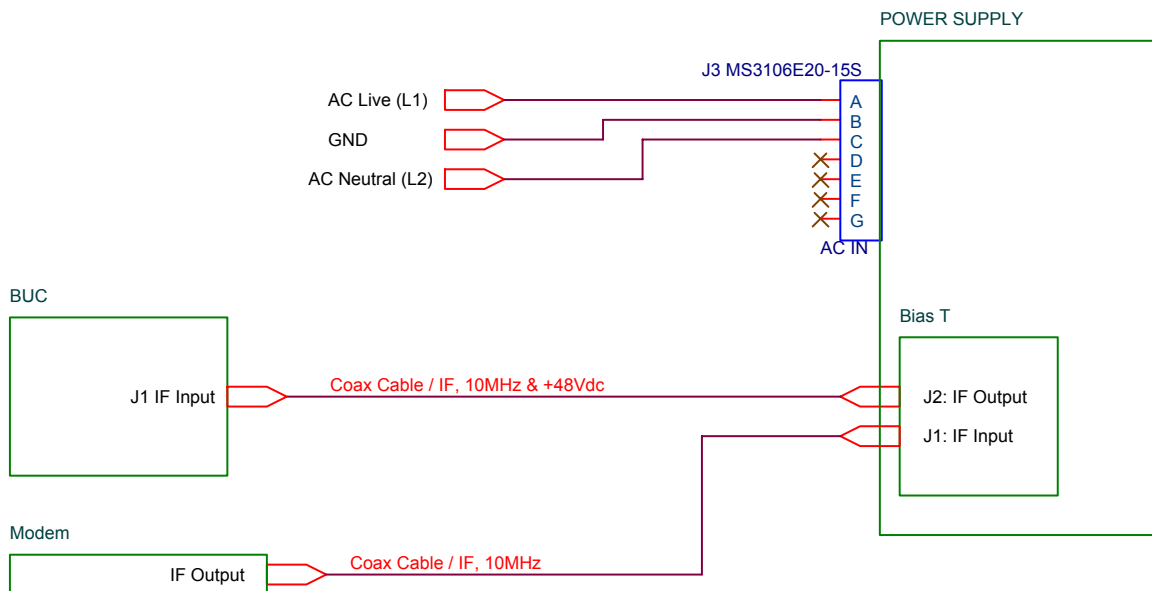 POWER SUPPLY
J3 MS3106E20-15S
AC Live (L1)
A
B
GND
C
D
AC Neutral (L2)
E
F
G
AC IN
BUC
Bias T
Coax Cable / IF, 10MHz & +48Vdc
J1 IF Input
J2: IF Output
J1: IF Input
Modem
Coax Cable / IF, 10MHz
IF Output